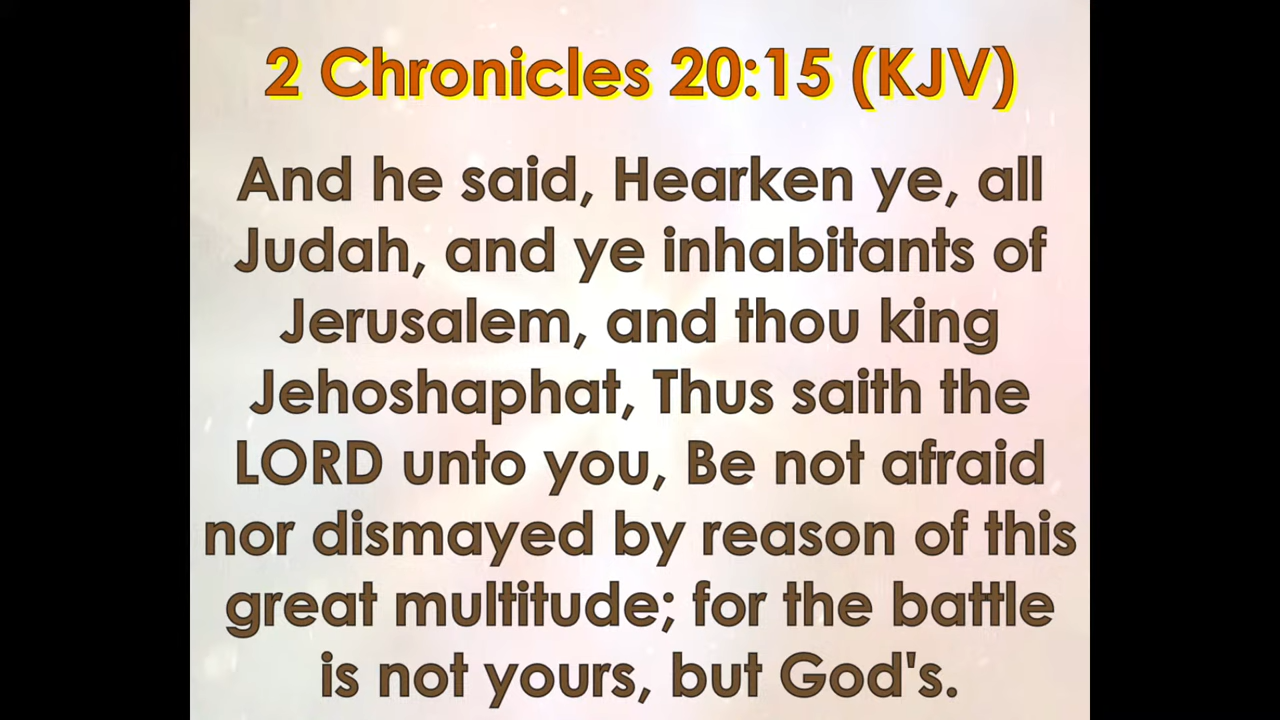 2 Chronicles 20:15 (KJV)
And he said, Hearken ye, all
Judah, and ye inhabitants of
Jerusalem, and thou king
Jehoshaphat, Thus saith the
LORD unto you, Be not afraid
nor dismayed by reason of this
great multitude; for the battle
is not yours, but God's.